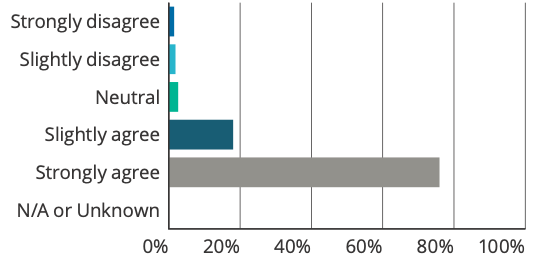 Strongly disagree
Slightly disagree
Neutral
Slightly agree
Strongly agree
N/A or Unknown
0% 20% 40% 60% 80% 100%